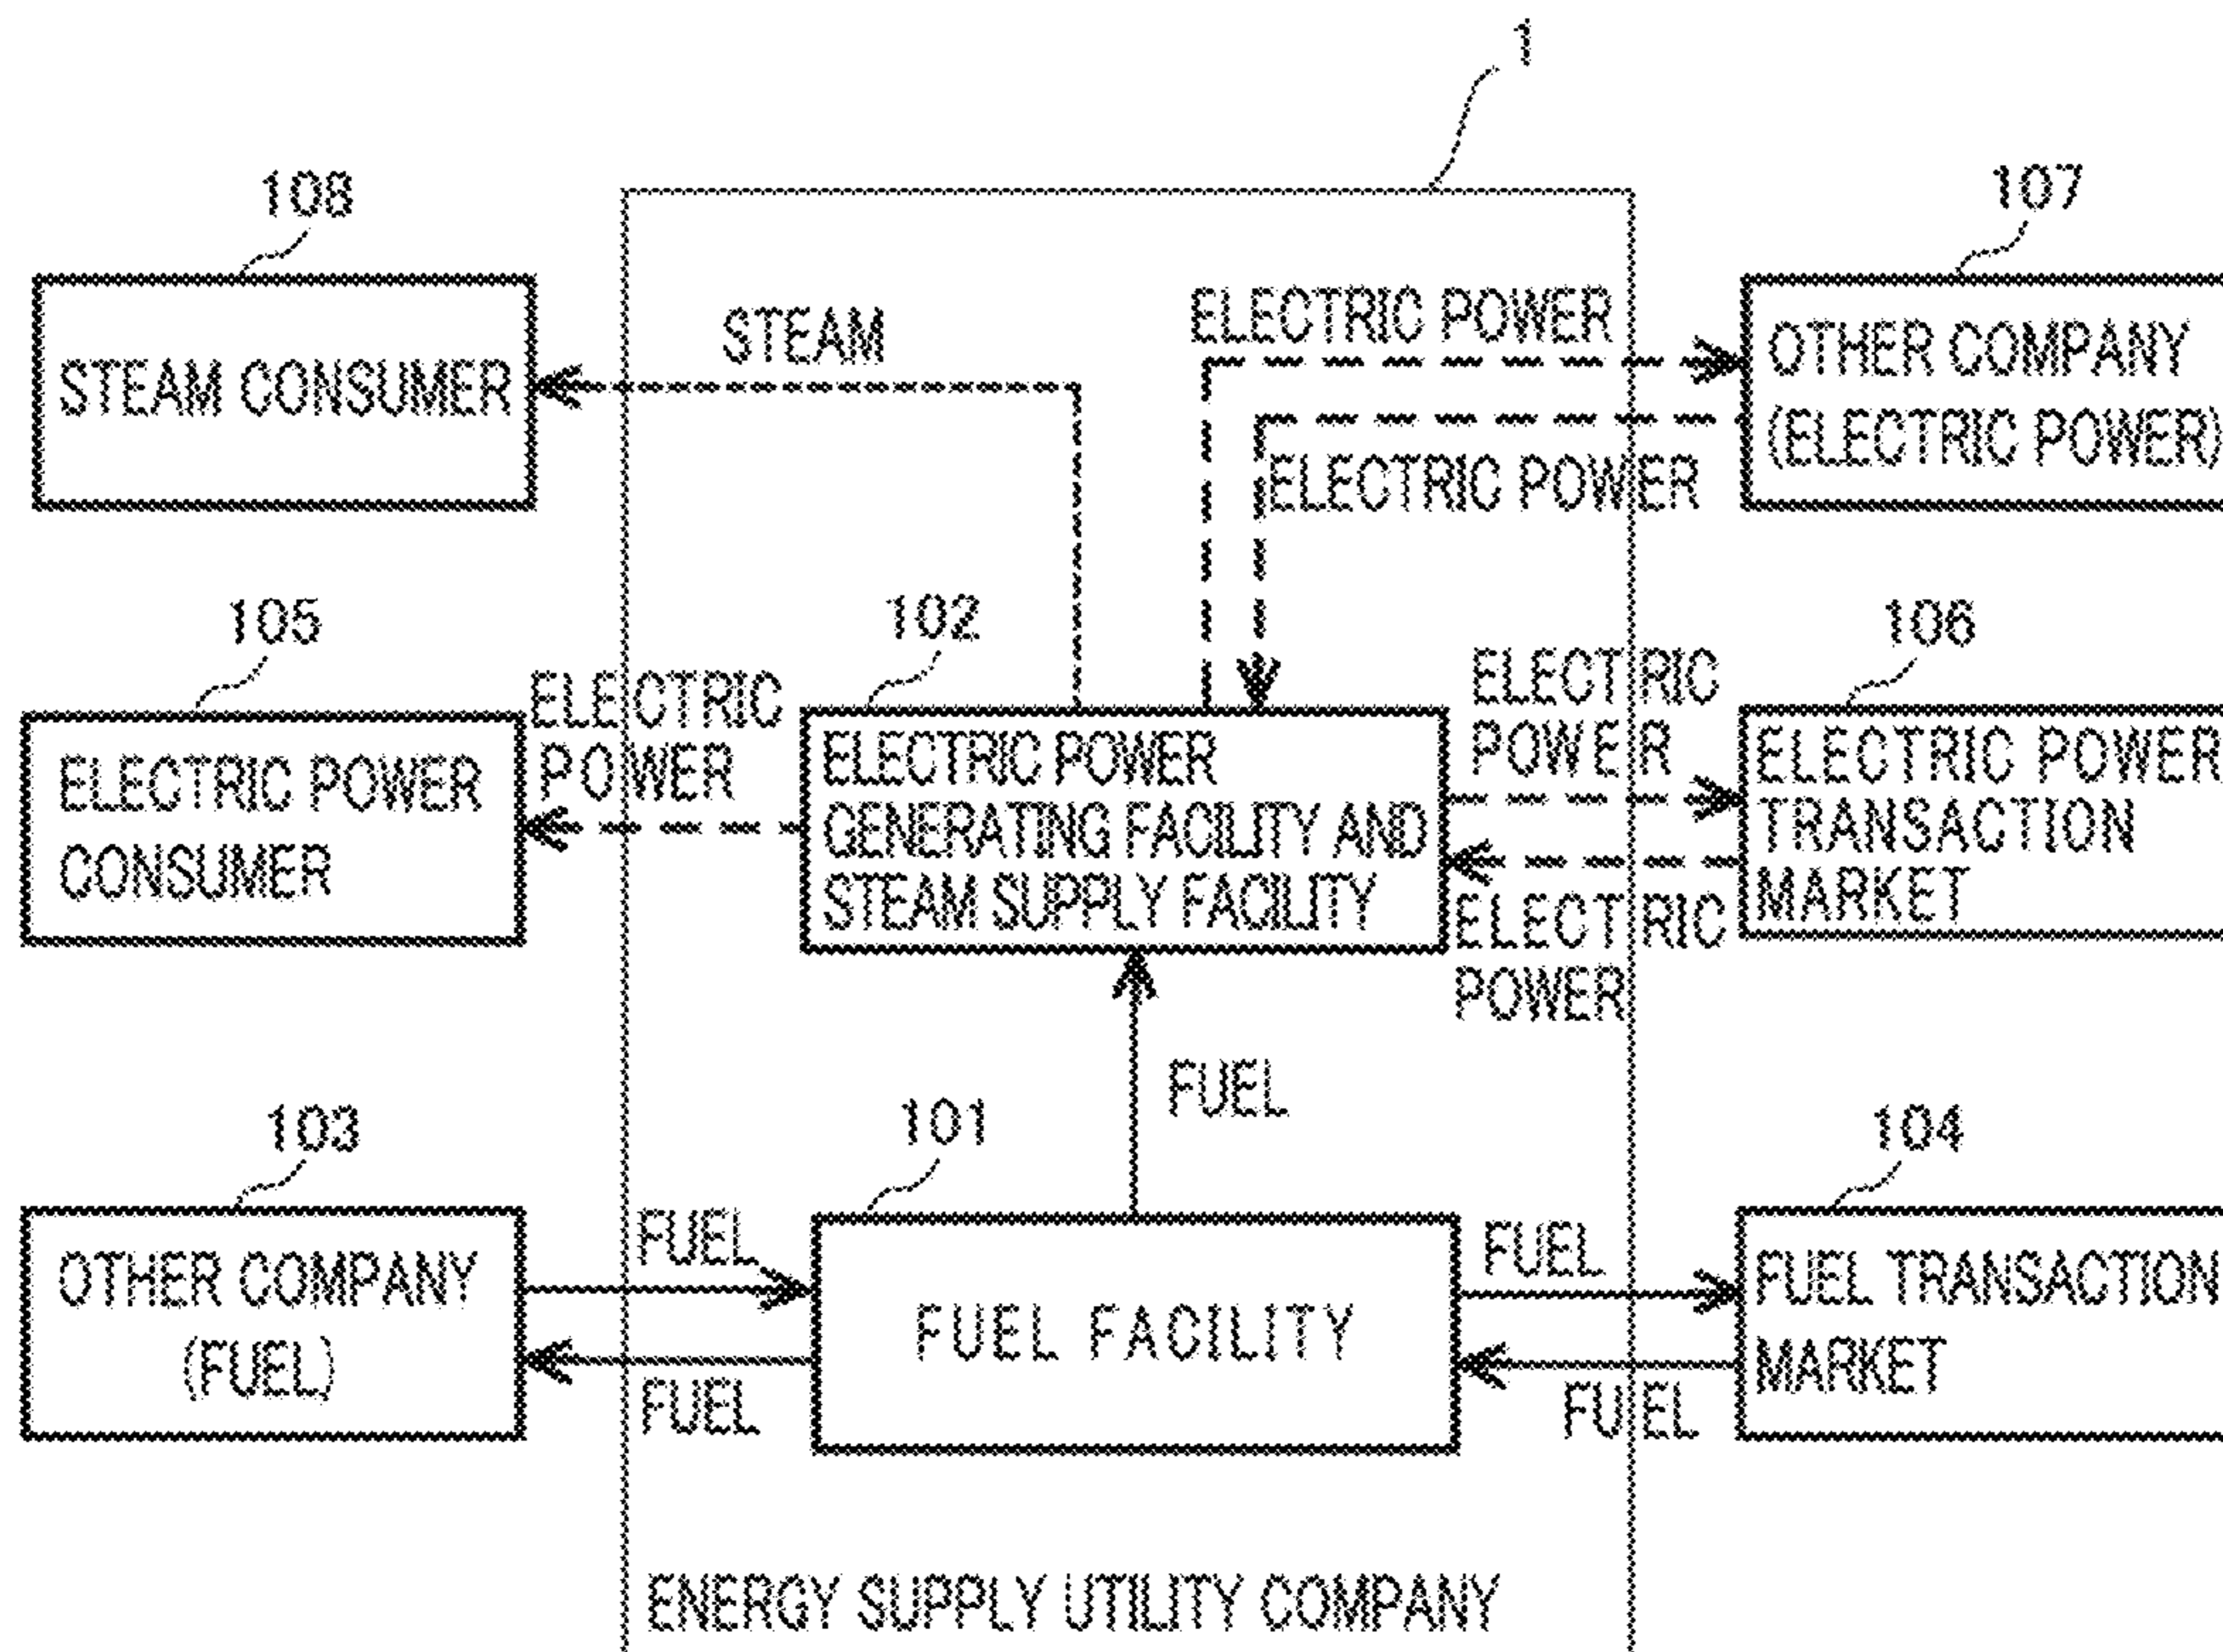 1
108
107
STEAM
ELECTRIC POWER
STEAM CONSUMER
OTHER COMPANY
(ELECTRIC POWER)
ELECTRIC POWER
105
102
106
ELECTRIC
POWER
ELECTRIC
POWER
ELECTRIC POWER
CONSUMER
ELECTRIC POWER
GENERATING FACILITY AND
STEAM SUPPLY FACILITY
ELECTRIC POWER
TRANSACTION
MARKET
ELECTRIC
POWER
FUEL
103
101
104
FUEL
FUEL
OTHER COMPANY
(FUEL)
FUEL FACILITY
FUEL TRANSACTION
MARKET
FUEL
FUEL
ENERGY SUPPLY UTILITY COMPANY